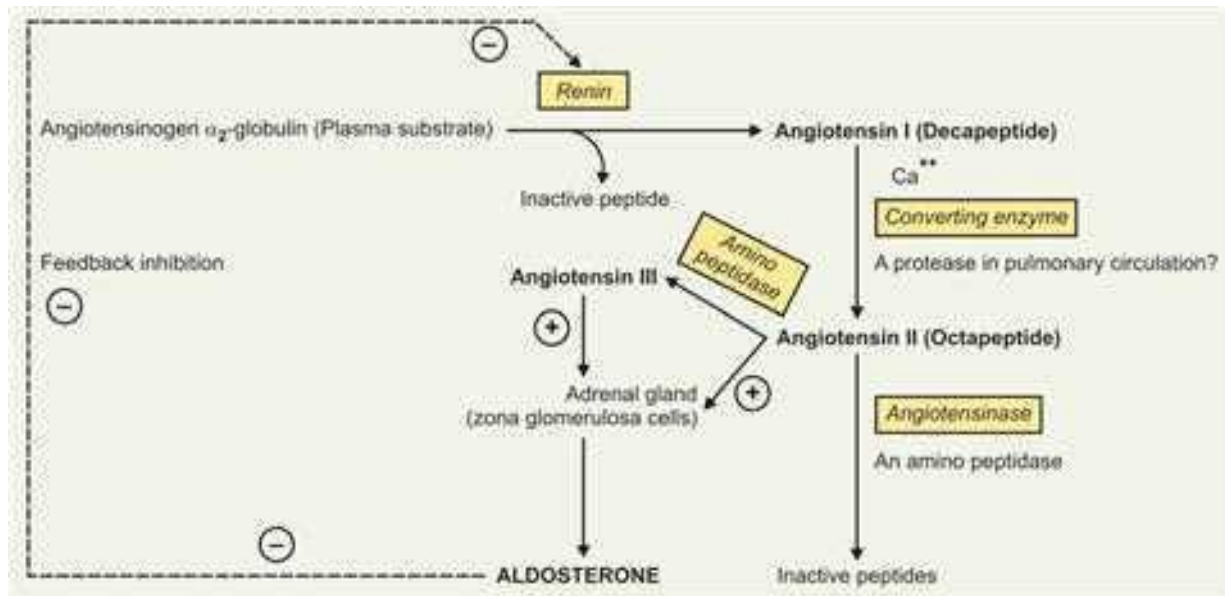 −
Renin
Angiotensinogen α2-globulin (Plasma substrate)
Angiotensin I (Decapeptide)
Ca++
Inactive peptide
Converting enzyme
Amino
peptidase
Feedback inhibition
A protease in pulmonary circulation?
Angiotensin III
−
+
Angiotensin II (Octapeptide)
Adrenal gland
+
(zona glomerulosa cells)
Angiotensinase
An amino peptidase
−
ALDOSTERONE
Inactive peptides